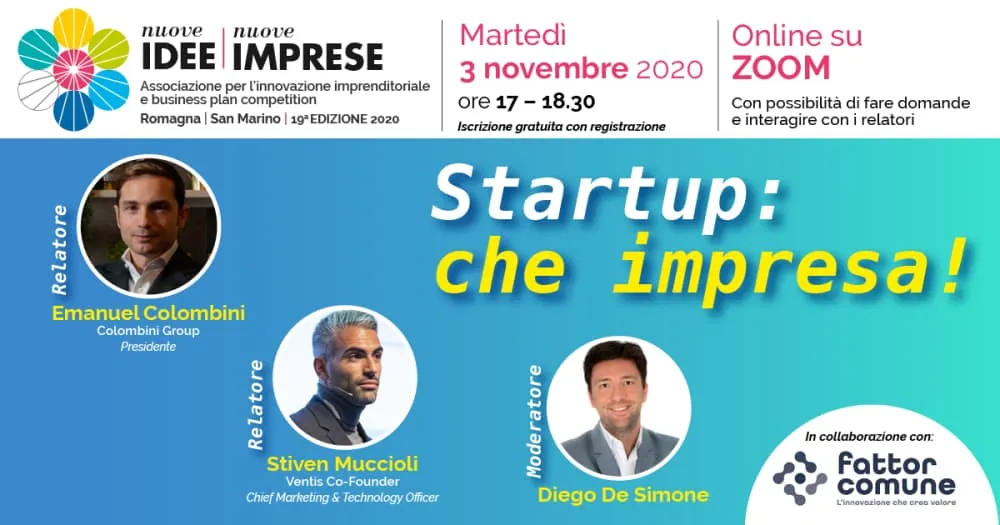 nuove nuove
IDEE IMPRESE
Associazione per l'innovazione imprenditoriale
e business plan competition
Romagna | San Marino | 19ª EDIZIONE 2020
Martedì
3 novembre 2020
ore 17 – 18.30
Iscrizione gratuita con registrazione
Online su
ZOOM
Con possibilità di fare domande
e interagire con i relatori
Startup:
che impresa!
Relatore
Emanuel Colombini
Colombini Group
Presidente
Relatore
Stiven Muccioli
Ventis Co-Founder
Chief Marketing & Technology Officer
Moderatore
Diego De Simone
In collaborazione con:
fattor
comune
L'innovazione che crea valore